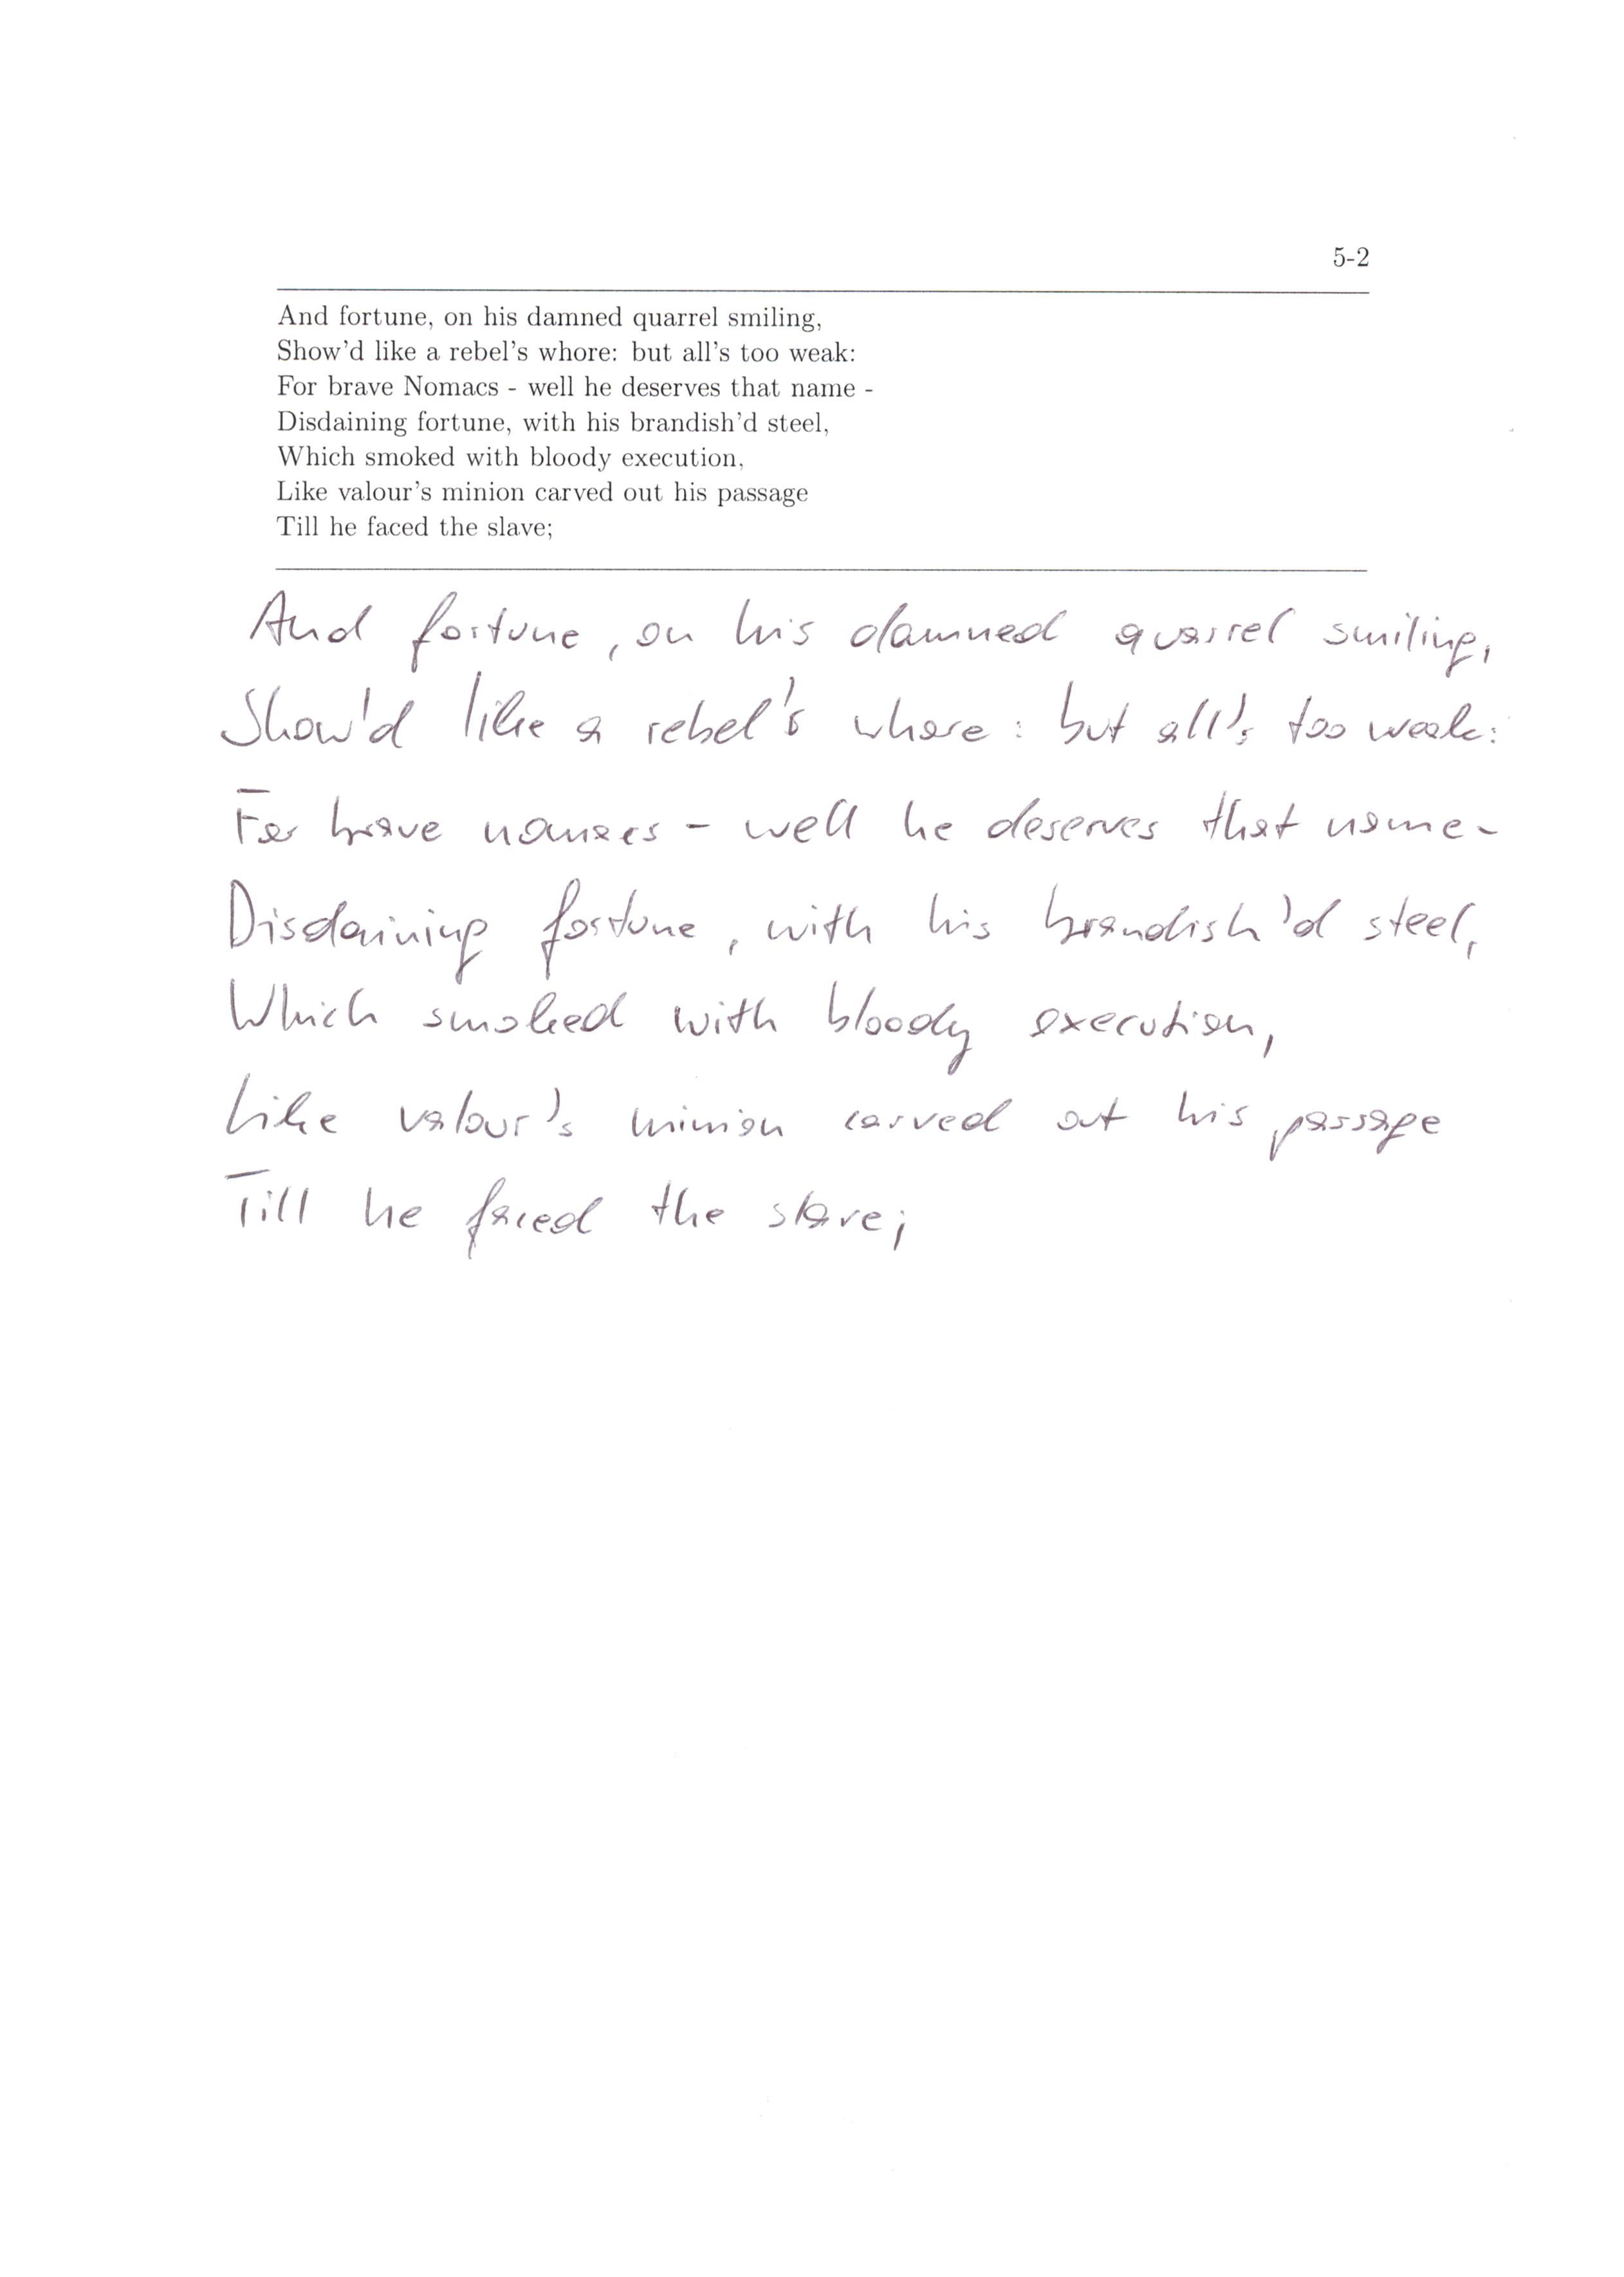 5-2
And fortune, on his damned quarrel smiling,
Show'd like a rebel's whore: but all's too weak:
For brave Nomacs - well he deserves that name -
Disdaining fortune, with his brandish'd steel,
Which smoked with bloody execution,
Like valour's minion carved out his passage
Till he faced the slave;
And fortune, on his damned quarrel smiling,
Show'd like a rebel's whore: but all's too weak:
For brave nomacs - well he deserves that name -
Disdaining fortune, with his brandish'd steel,
Which smoked with bloody execution,
Like valour's minion carved out his passage
Till he faced the slave;